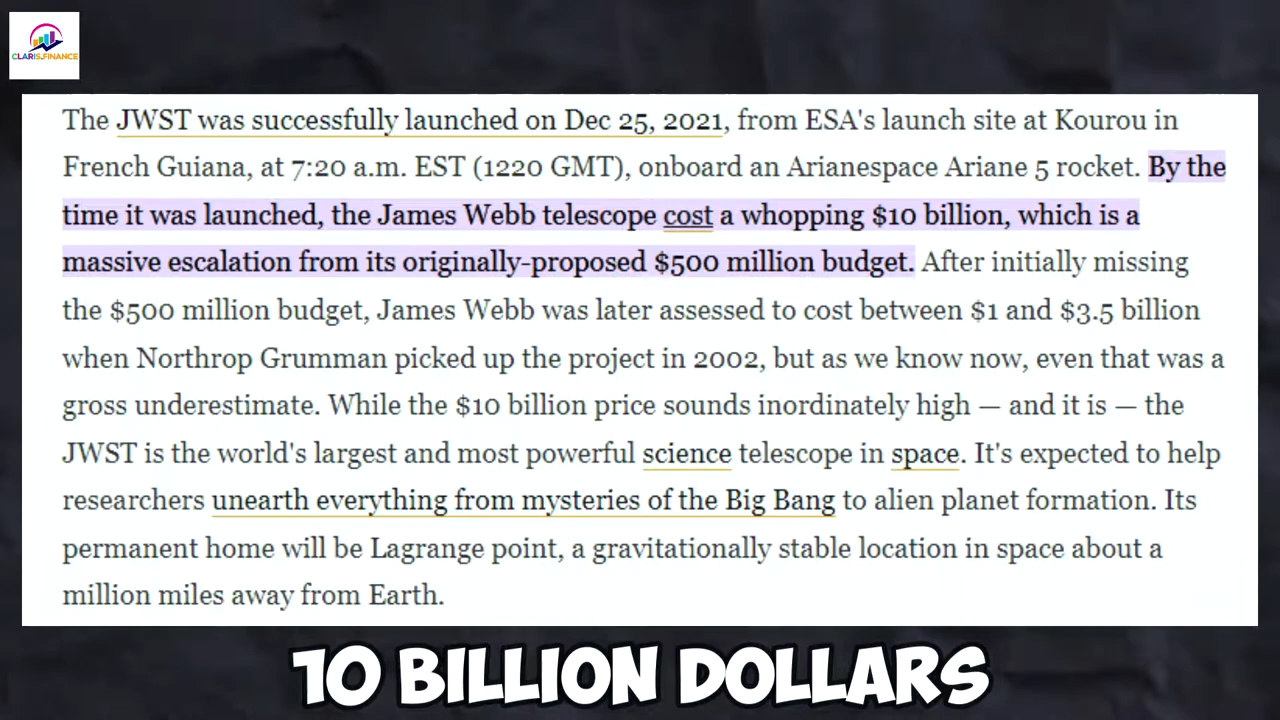 CLARIS.FINANCE
The JWST was successfully launched on Dec 25, 2021, from ESA's launch site at Kourou in
French Guiana, at 7:20 a.m. EST (1220 GMT), onboard an Arianespace Ariane 5 rocket. By the
time it was launched, the James Webb telescope cost a whopping $10 billion, which is a
massive escalation from its originally-proposed $500 million budget. After initially missing
the $500 million budget, James Webb was later assessed to cost between $1 and $3.5 billion
when Northrop Grumman picked up the project in 2002, but as we know now, even that was a
gross underestimate. While the $10 billion price sounds inordinately high — and it is — the
JWST is the world's largest and most powerful science telescope in space. It's expected to help
researchers unearth everything from mysteries of the Big Bang to alien planet formation. Its
permanent home will be Lagrange point, a gravitationally stable location in space about a
million miles away from Earth.
10 BILLION DOLLARS